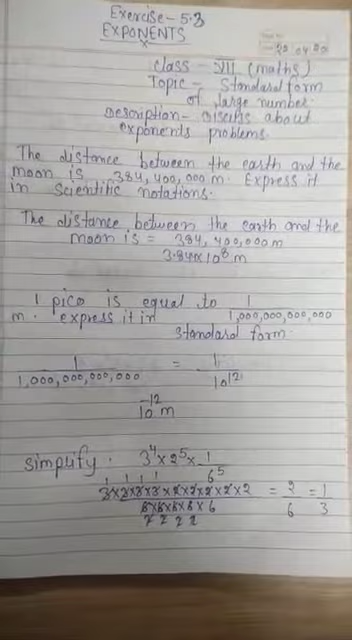 Exercise - 5.3
EXPONENTS
Class - VII (maths)
Topic - Standard form
of large number.
Description - discuss about
exponents problems.
The distance between the earth and the
moon is 384,400,000 m. Express it
in Scientific notations.
The distance between the earth and the
moon is = 384,400,000 m
3.844×10⁸ m
1 pico is equal to 1/1,000,000,000,000
m. express it in
standard form.
1/1,000,000,000,000 = 1/10¹²
10⁻¹² m
Simplify. 3⁴ × 2⁵ × 1/6⁵
3×3×3×3×2×2×2×2×2/6×6×6×6×6 = 2/6 = 1/3
2 2 2 2